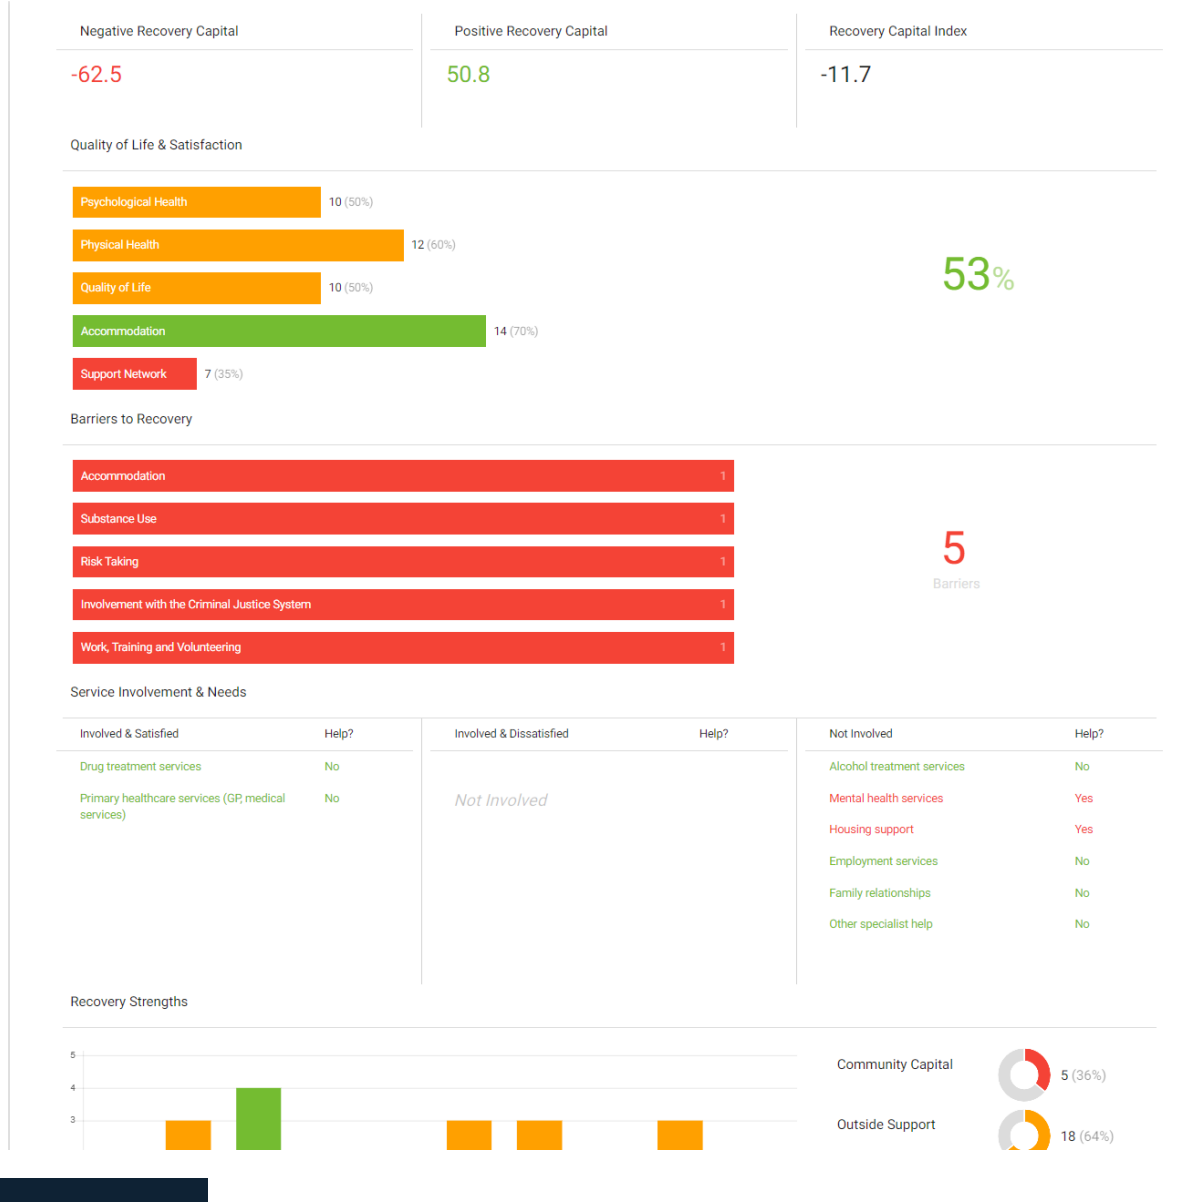 Negative Recovery Capital
Positive Recovery Capital
Recovery Capital Index
-62.5
50.8
-11.7
Quality of Life & Satisfaction
Psychological Health 10 (50%)
Physical Health 12 (60%)
Quality of Life 10 (50%)
Accommodation 14 (70%)
Support Network 7 (35%)
53%
Barriers to Recovery
Accommodation 1
Substance Use 1
Risk Taking 1
Involvement with the Criminal Justice System 1
Work, Training and Volunteering 1
5
Barriers
Service Involvement & Needs
Involved & Satisfied Help?
Drug treatment services No
Primary healthcare services (GP, medical No
services)
Involved & Dissatisfied Help?
Not Involved
Not Involved Help?
Alcohol treatment services No
Mental health services Yes
Housing support Yes
Employment services No
Family relationships No
Other specialist help No
Recovery Strengths
5
4
3
Community Capital 5 (36%)
Outside Support 18 (64%)